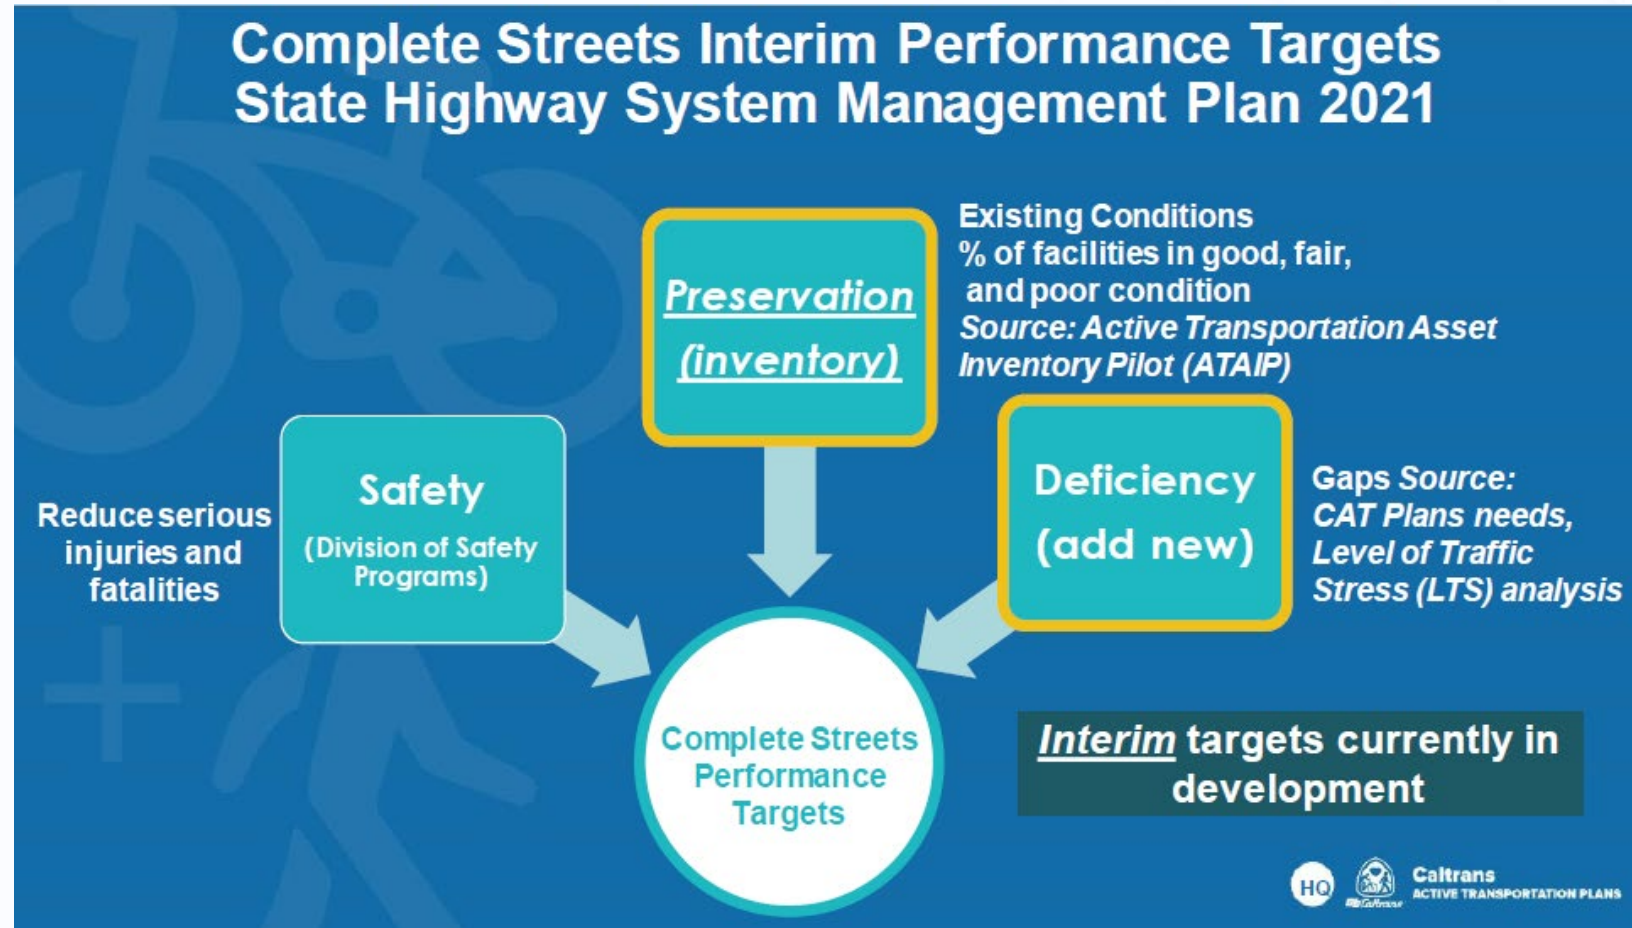 Complete Streets Interim Performance Targets
State Highway System Management Plan 2021
Preservation
(inventory)
Existing Conditions
% of facilities in good, fair,
and poor condition
Source: Active Transportation Asset
Inventory Pilot (ATAIP)
Reduce serious
injuries and
fatalities
Safety
(Division of Safety
Programs)
Deficiency
(add new)
Gaps Source:
CAT Plans needs,
Level of Traffic
Stress (LTS) analysis
Complete Streets
Performance
Targets
Interim targets currently in
development
HQ
Caltrans
Caltrans
ACTIVE TRANSPORTATION PLANS